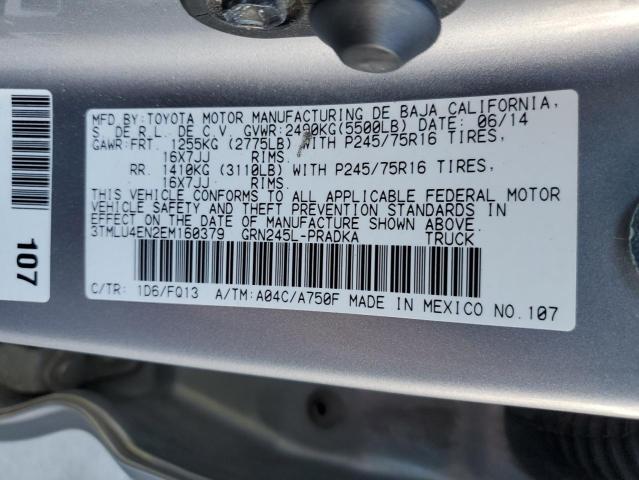 MFD.BY:TOYOTA MOTOR MANUFACTURING DE BAJA CALIFORNIA,
S. DE R.L. DE C.V. GVWR:2490KG(5500LB) DATE: 06/14
GAWR:FRT. 1255KG (2775LB) WITH P245/75R16 TIRES,
16X7JJ RIMS.
RR. 1410KG (3110LB) WITH P245/75R16 TIRES,
16X7JJ RIMS.
THIS VEHICLE CONFORMS TO ALL APPLICABLE FEDERAL MOTOR
VEHICLE SAFETY AND THEFT PREVENTION STANDARDS IN
EFFECT ON THE DATE OF MANUFACTURE SHOWN ABOVE.
3TMLU4EN2EM160379 GRN245L-PRADKA TRUCK
C/TR: 1D6/FQ13 A/TM:A04C/A750F MADE IN MEXICO NO.107
107